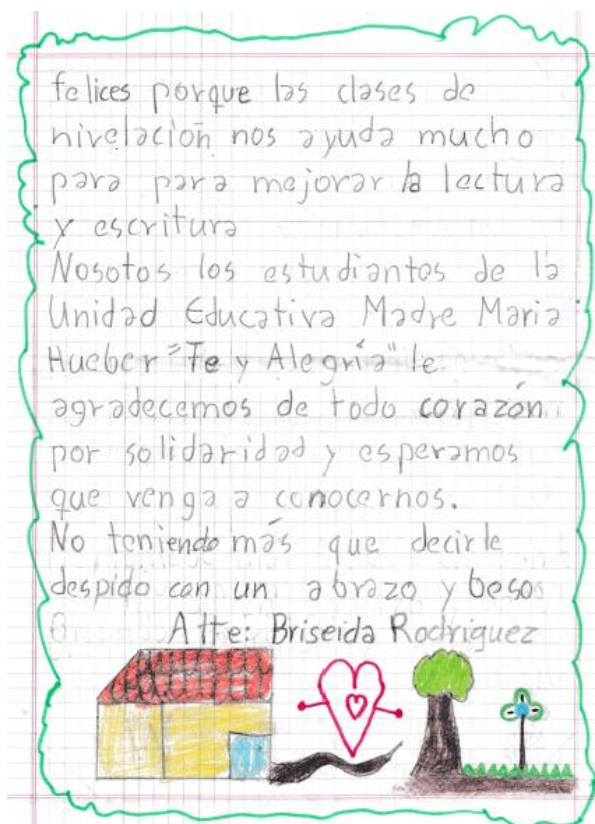 felices porque las clases de
nivelación nos ayuda mucho
para para mejorar la lectura
y escritura
Nosotos los estudiantes de la
Unidad Educativa Madre Maria
Hueber "Fe y Alegría" le
agradecemos de todo corazón
por solidaridad y esperamos
que venga a conocernos.
No teniendo más que decirle
despido con un abrazo y beso
Atte: Briseida Rodriguez